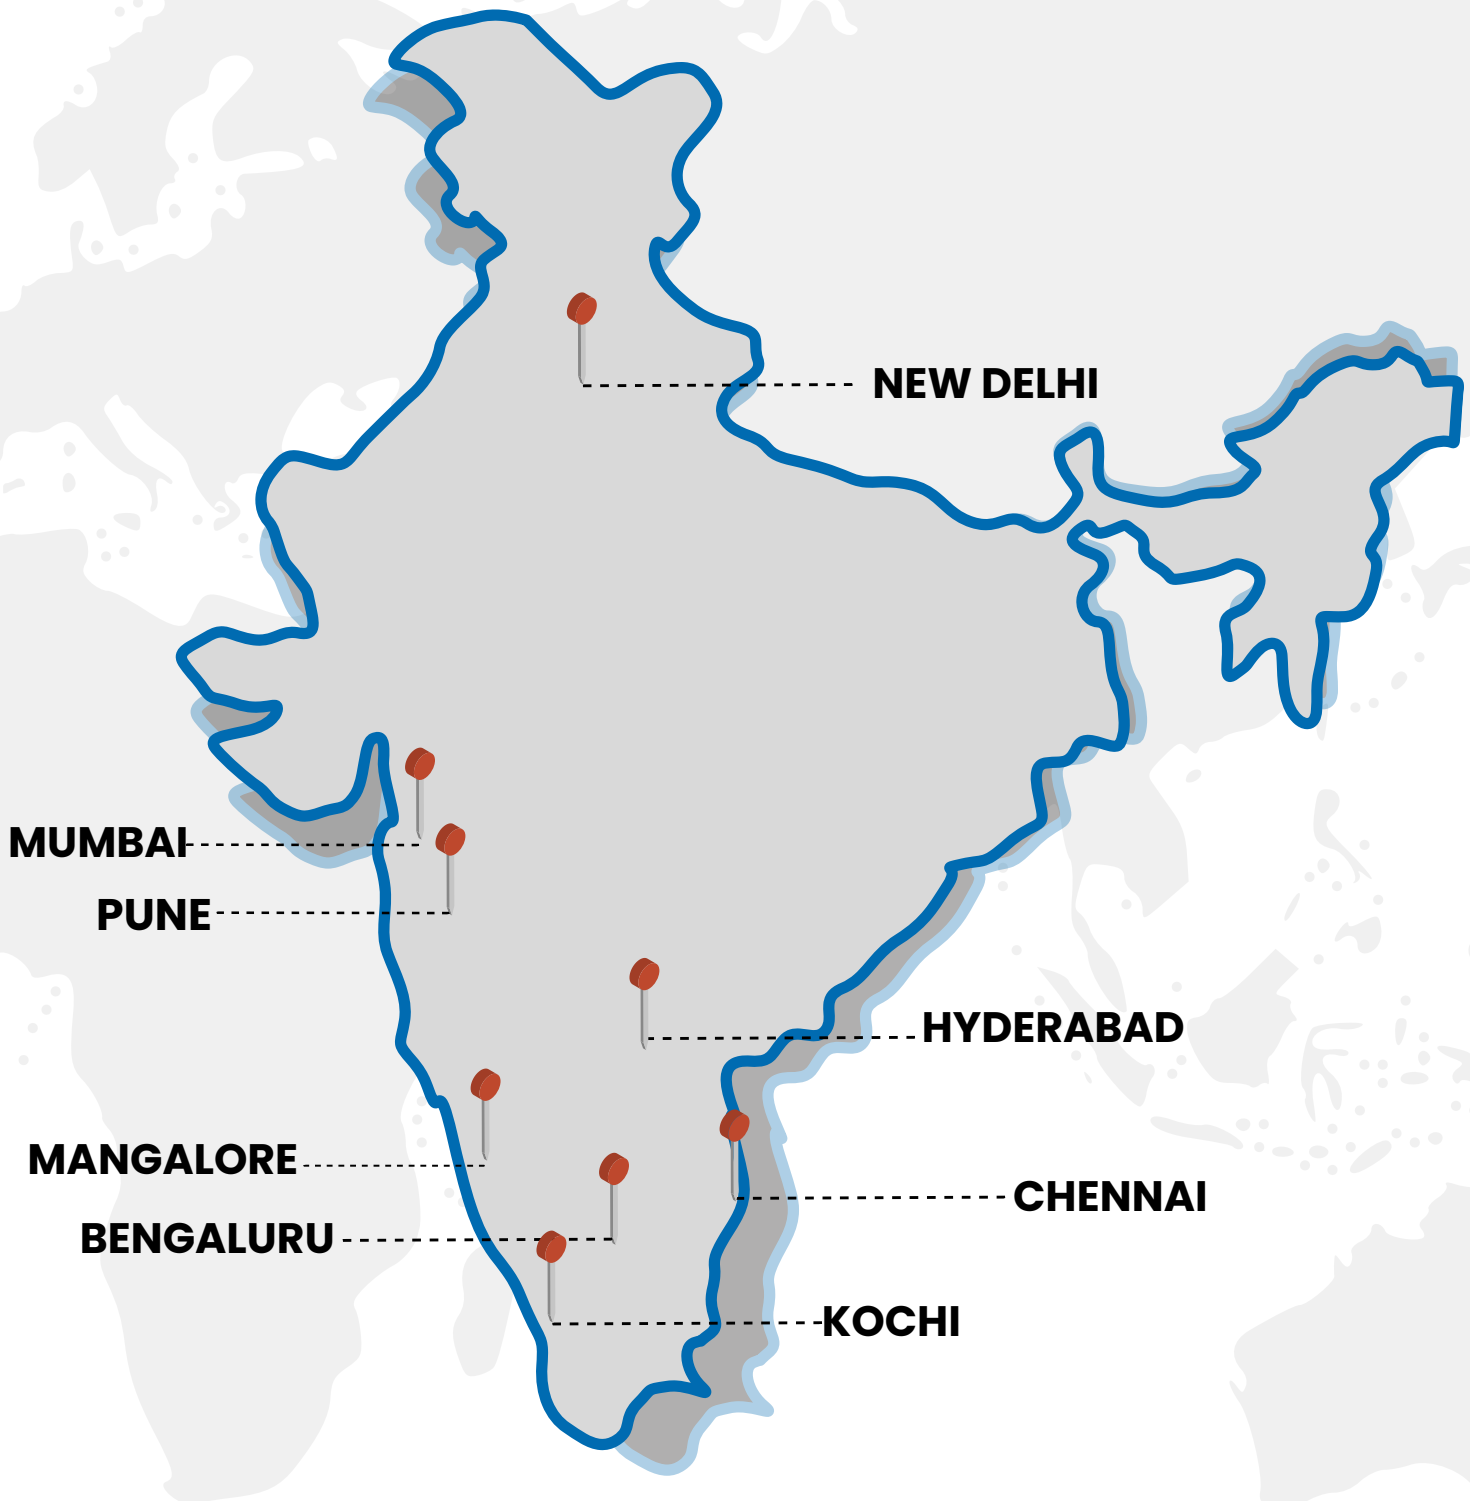 NEW DELHI
MUMBAI
PUNE
HYDERABAD
MANGALORE
CHENNAI
BENGALURU
KOCHI